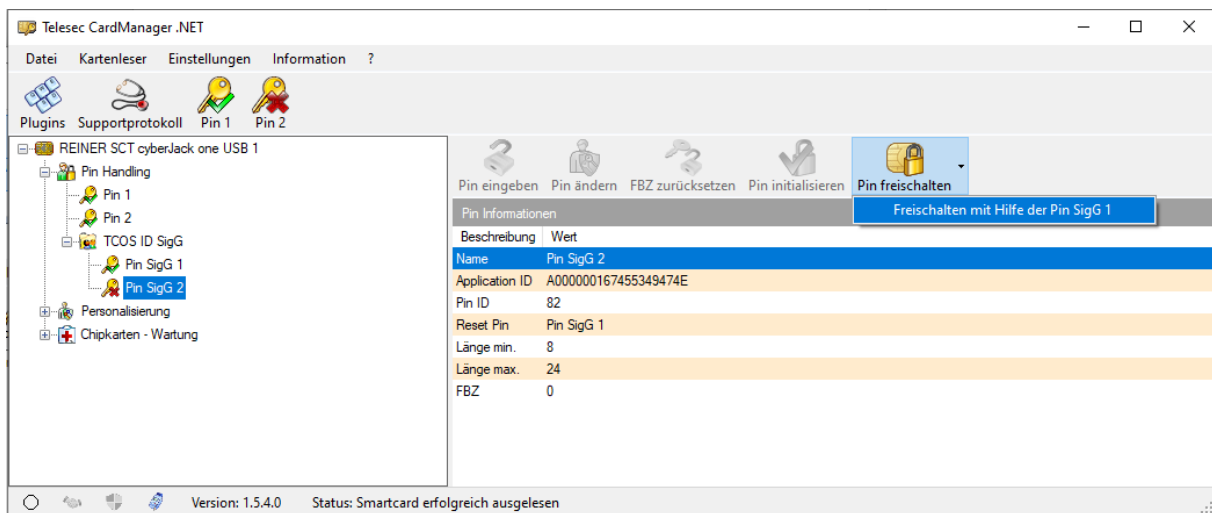 Telesec CardManager .NET
Datei Kartenleser Einstellungen Information ?
Plugins Supportprotokoll Pin 1 Pin 2
REINER SCT cyberJack one USB 1
Pin Handling
Pin 1
Pin 2
TCOS ID SigG
Pin SigG 1
Pin SigG 2
Personalisierung
Chipkarten - Wartung
Pin eingeben Pin ändern FBZ zurücksetzen Pin initialisieren Pin freischalten
Freischalten mit Hilfe der Pin SigG 1
Pin Informationen
Beschreibung Wert
Name Pin SigG 2
Application ID A000000167455349474E
Pin ID 82
Reset Pin Pin SigG 1
Länge min. 8
Länge max. 24
FBZ 0
Version: 1.5.4.0 Status: Smartcard erfolgreich ausgelesen